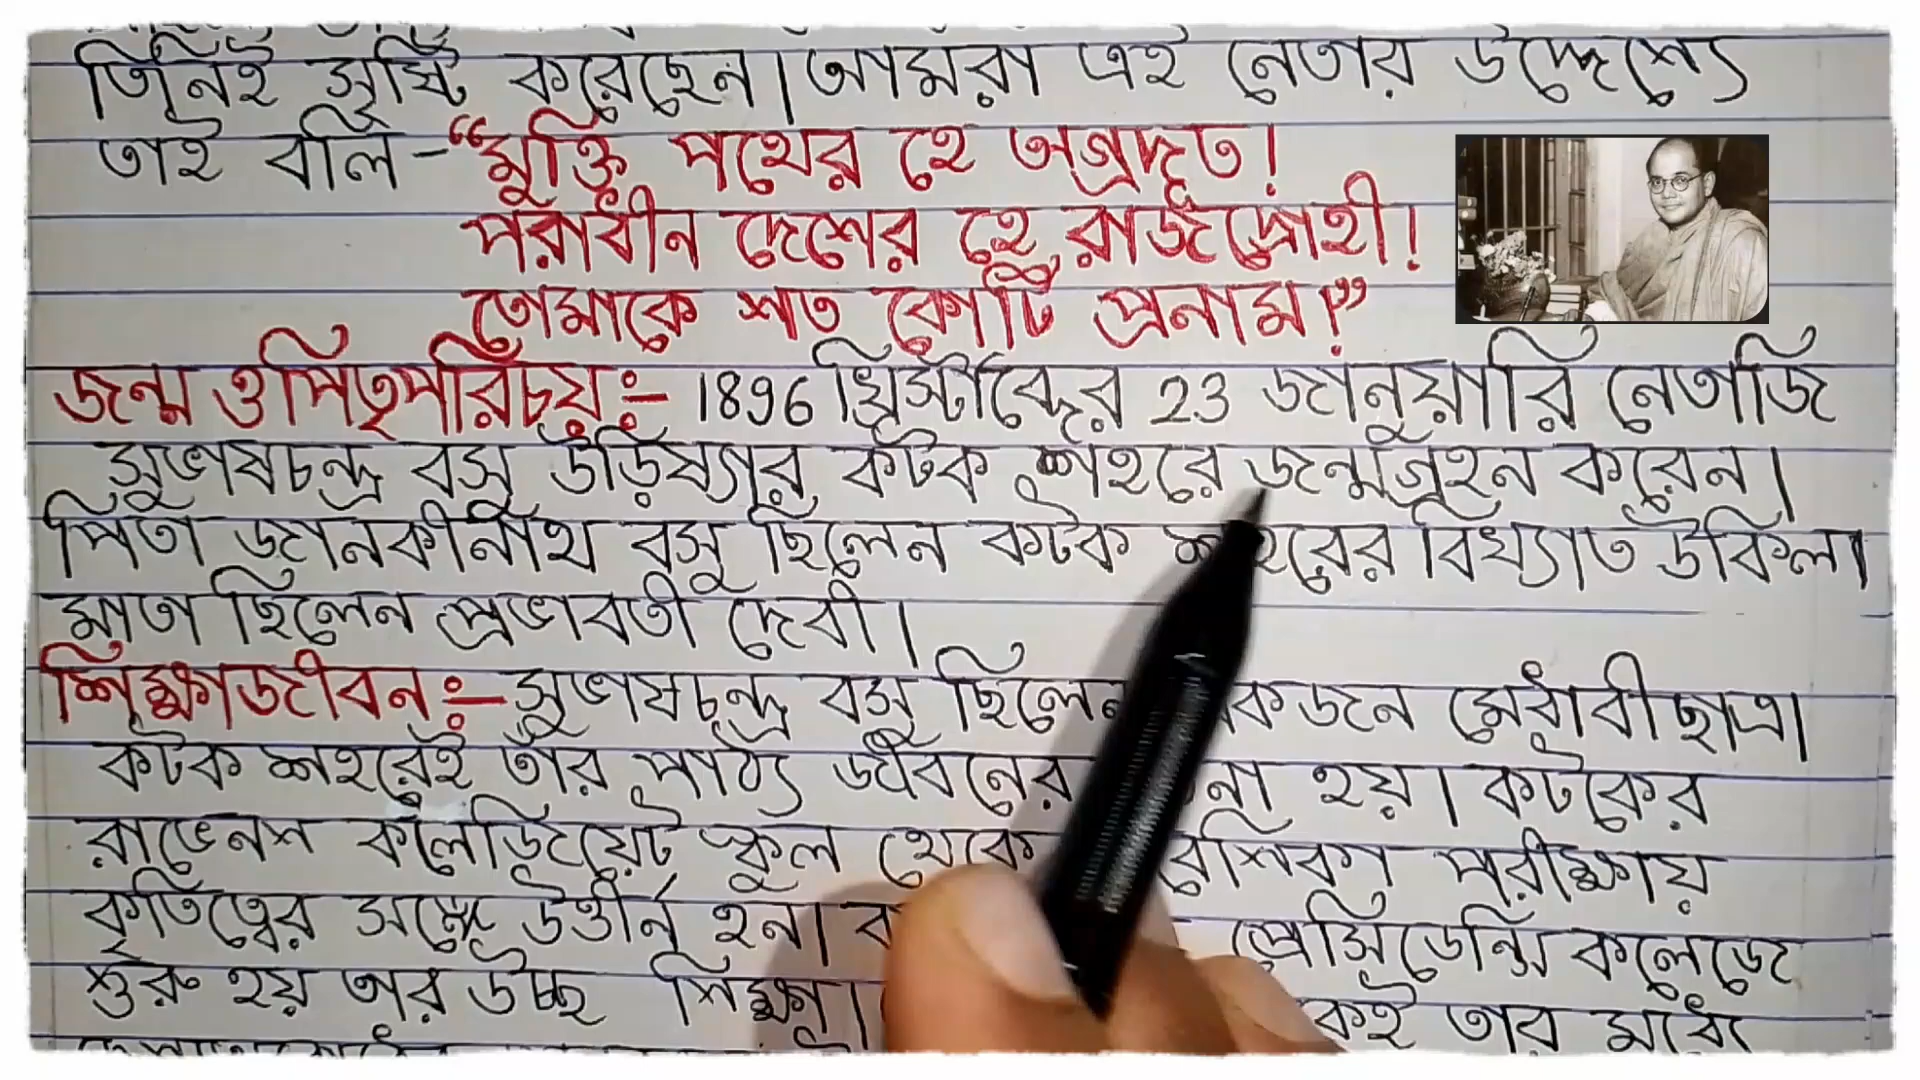 তিনিই সৃষ্টি করেছেন। আমরা এই নেতার উদ্দেশ্যে
তাই বলি -"মুক্তি পথের হে অগ্রদূত!
পরাধীন দেশের হে রাজদ্রোহী!
তোমাকে শত কোটি প্রনাম।"
জন্ম ও পিতৃপরিচয়ঃ- 1896 খ্রিস্টাব্দের 23 জানুয়ারি নেতাজি
সুভাষচন্দ্র বসু উড়িষ্যার কটক শহরে জন্মগ্রহন করেন।
পিতা জানকীনাথ বসু ছিলেন কটক শহরের বিখ্যাত উকিল।
মাতা ছিলেন প্রভাবতী দেবী।
শিক্ষাজীবনঃ- সুভাষচন্দ্র বসু ছিলেন একজন মেধাবী ছাত্র।
কটক শহরেই তাঁর পাঠ্য জীবনের হয়। কটকের
রাভেনশ কলেজিয়েট স্কুল থেকে পরীক্ষায়
কৃতিত্বের সঙ্গে উত্তীর্ন হন। প্রেসিডেন্সি কলেজে
শুরু হয় তার উচ্চ শিক্ষা। তার মধ্যে